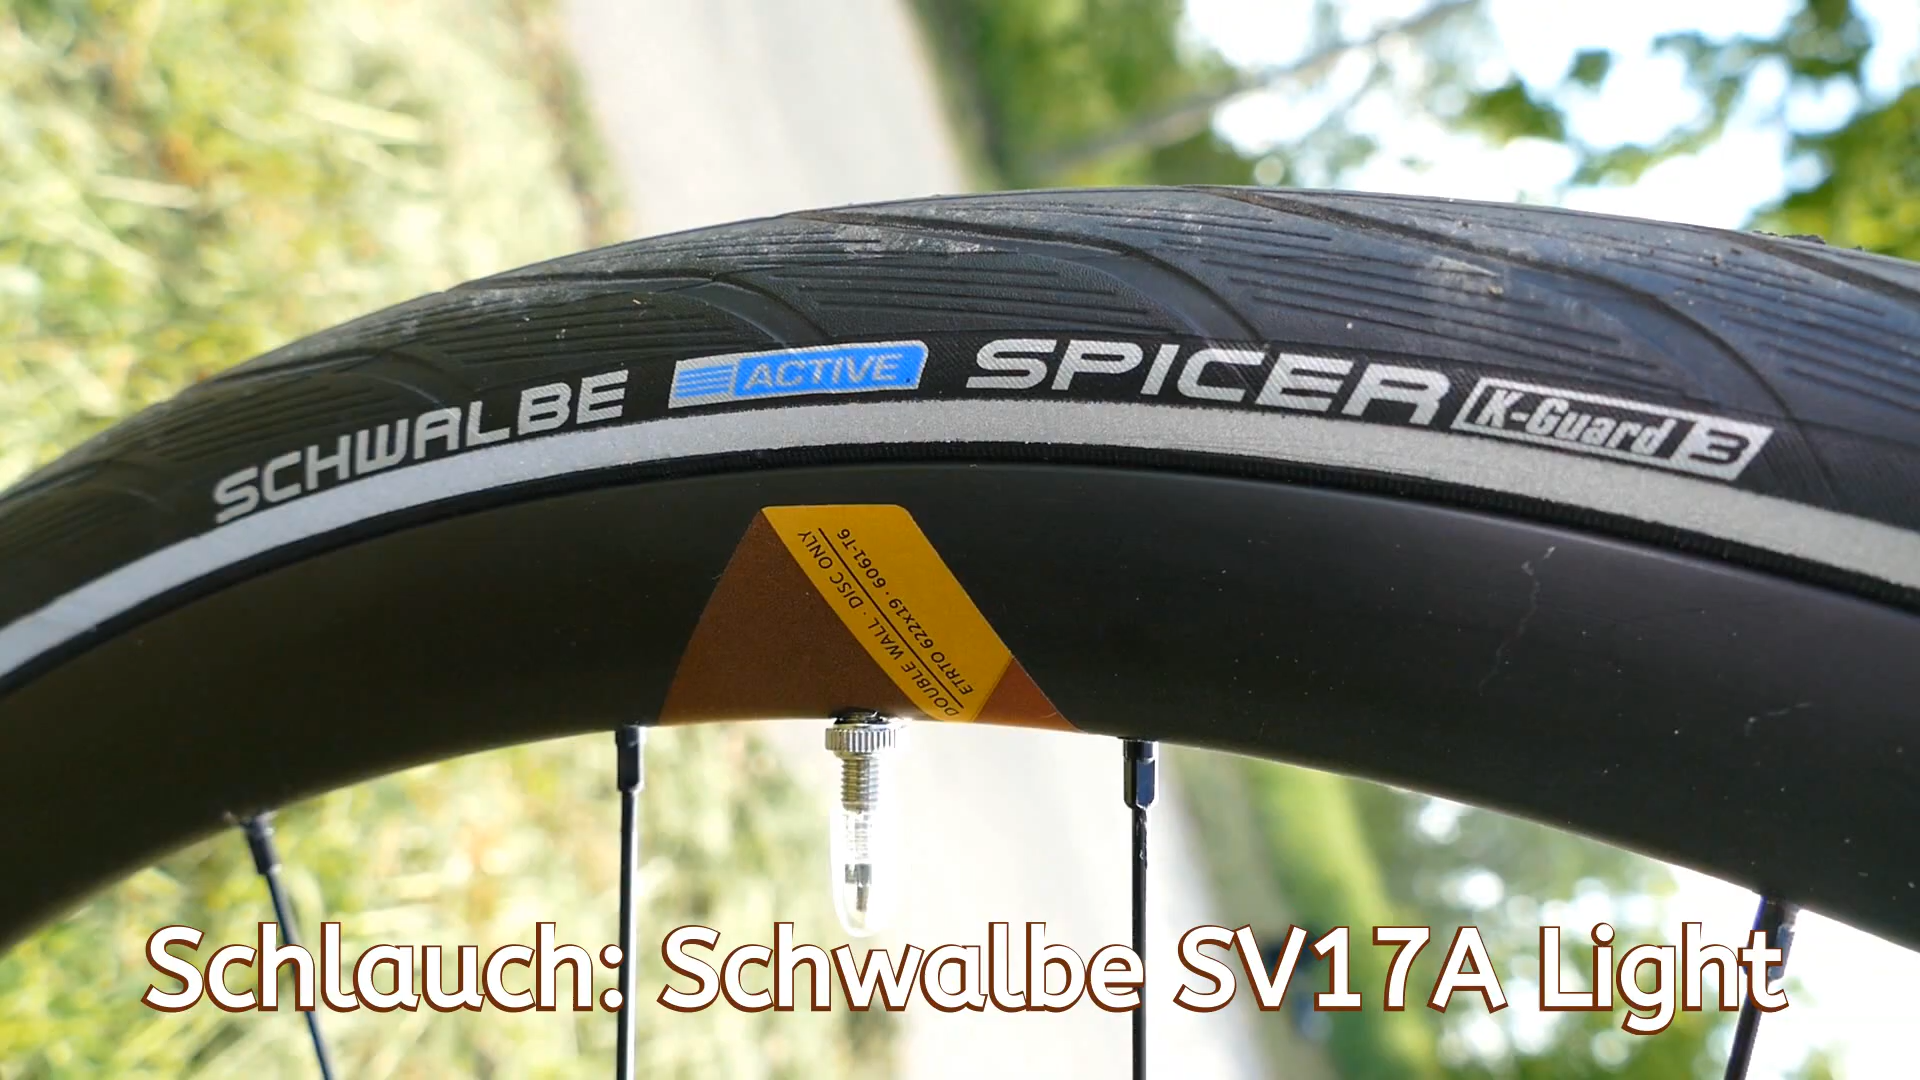 SCHWALBE ACTIVE SPICER K-Guard 3
DOUBLE WALL · DISC ONLY
ETRTO 622x19 · 6061-T6
Schlauch: Schwalbe SV17A Light